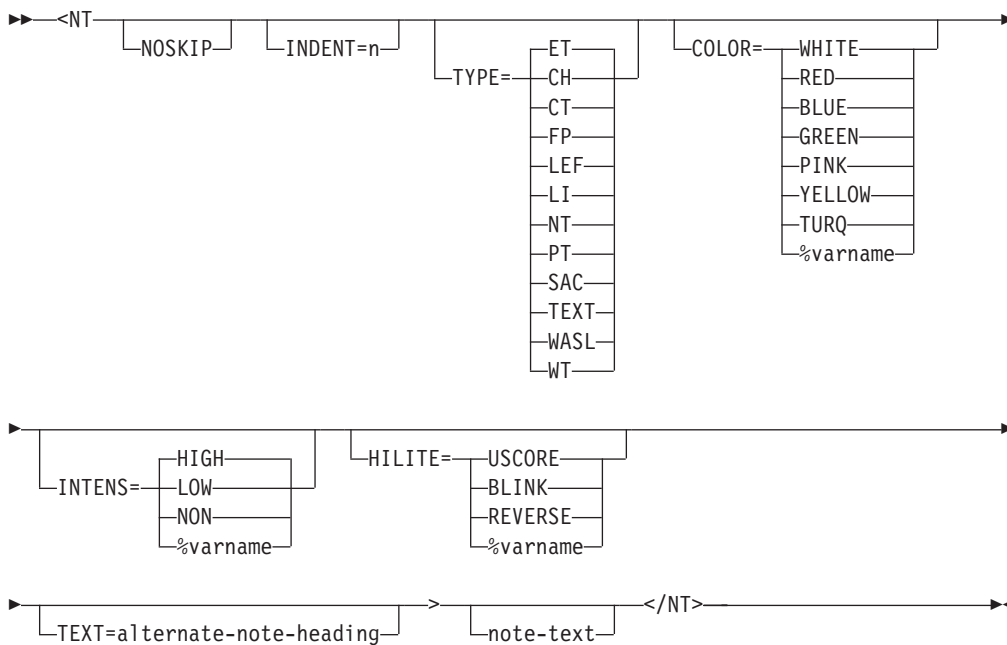 <NT
NOSKIP
INDENT=n
TYPE=
ET
CH
CT
FP
LEF
LI
NT
PT
SAC
TEXT
WASL
WT
COLOR=
WHITE
RED
BLUE
GREEN
PINK
YELLOW
TURQ
%varname
INTENS=
HIGH
LOW
NON
%varname
HILITE=
USCORE
BLINK
REVERSE
%varname
TEXT=alternate-note-heading
>
note-text
</NT>